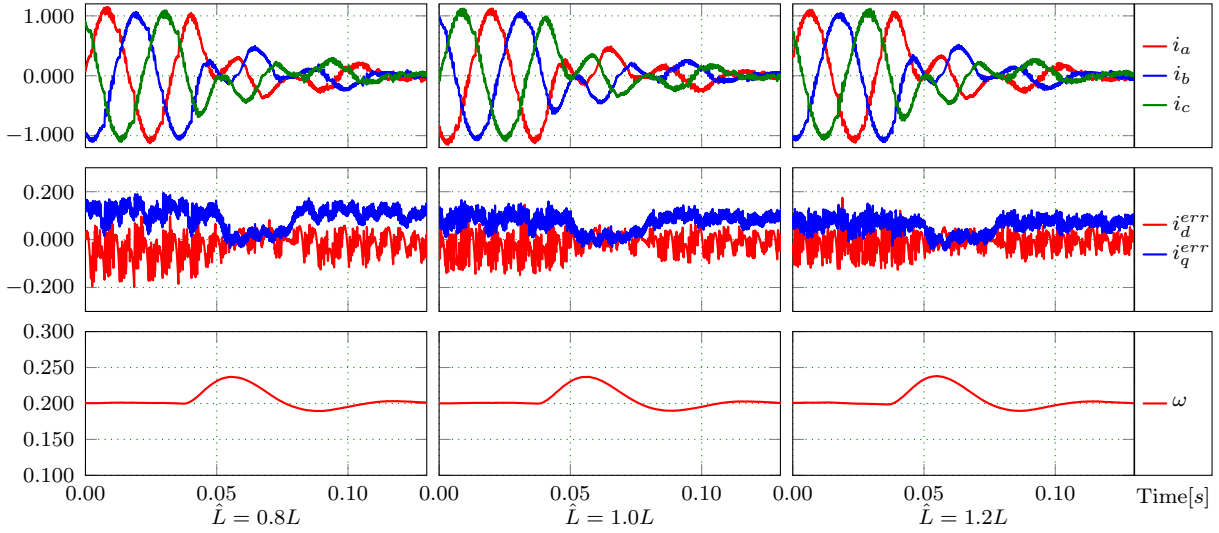 1.000
0.000
−1.000
i_a
i_b
i_c
0.200
0.000
−0.200
i_d^{err}
i_q^{err}
0.300
0.250
0.200
0.150
0.100
ω
0.00 0.05 0.10 0.00 0.05 0.10 0.00 0.05 0.10 Time[s]
L̂ = 0.8L L̂ = 1.0L L̂ = 1.2L